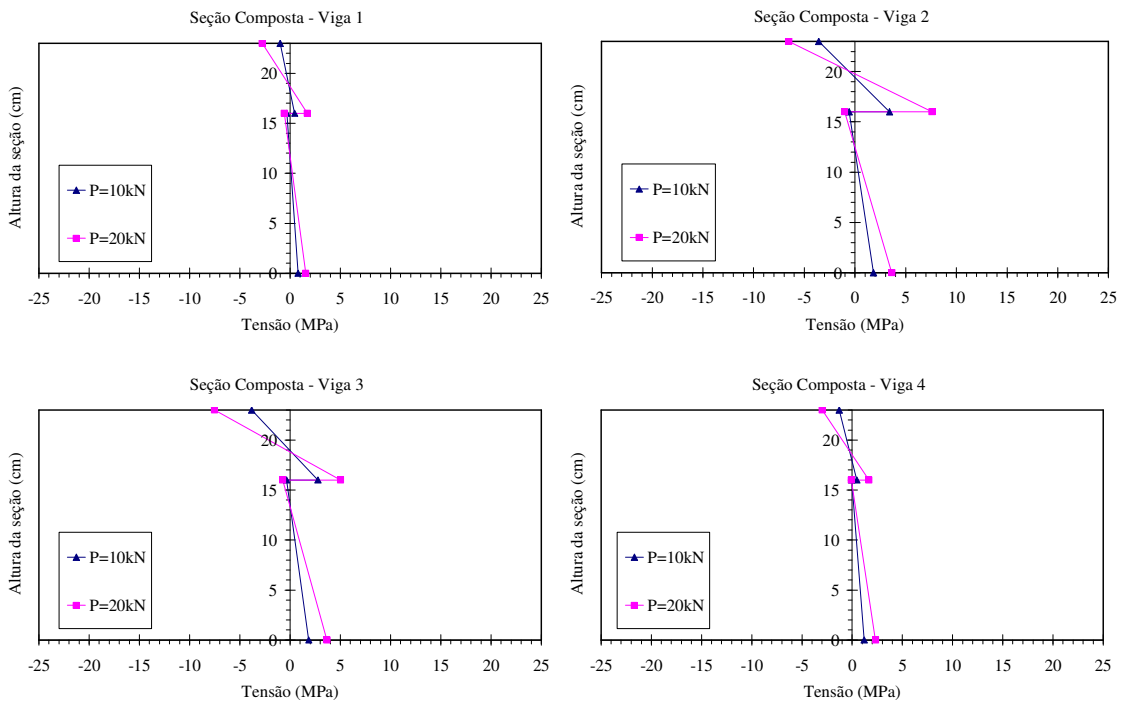 Seção Composta - Viga 1
Altura da seção (cm)
20
15
10
5
0
P=10kN
P=20kN
-25 -20 -15 -10 -5 0 5 10 15 20 25
Tensão (MPa)
Seção Composta - Viga 2
Altura da seção (cm)
20
15
10
5
0
P=10kN
P=20kN
-25 -20 -15 -10 -5 0 5 10 15 20 25
Tensão (MPa)
Seção Composta - Viga 3
Altura da seção (cm)
20
15
10
5
0
P=10kN
P=20kN
-25 -20 -15 -10 -5 0 5 10 15 20 25
Tensão (MPa)
Seção Composta - Viga 4
Altura da seção (cm)
20
15
10
5
0
P=10kN
P=20kN
-25 -20 -15 -10 -5 0 5 10 15 20 25
Tensão (MPa)